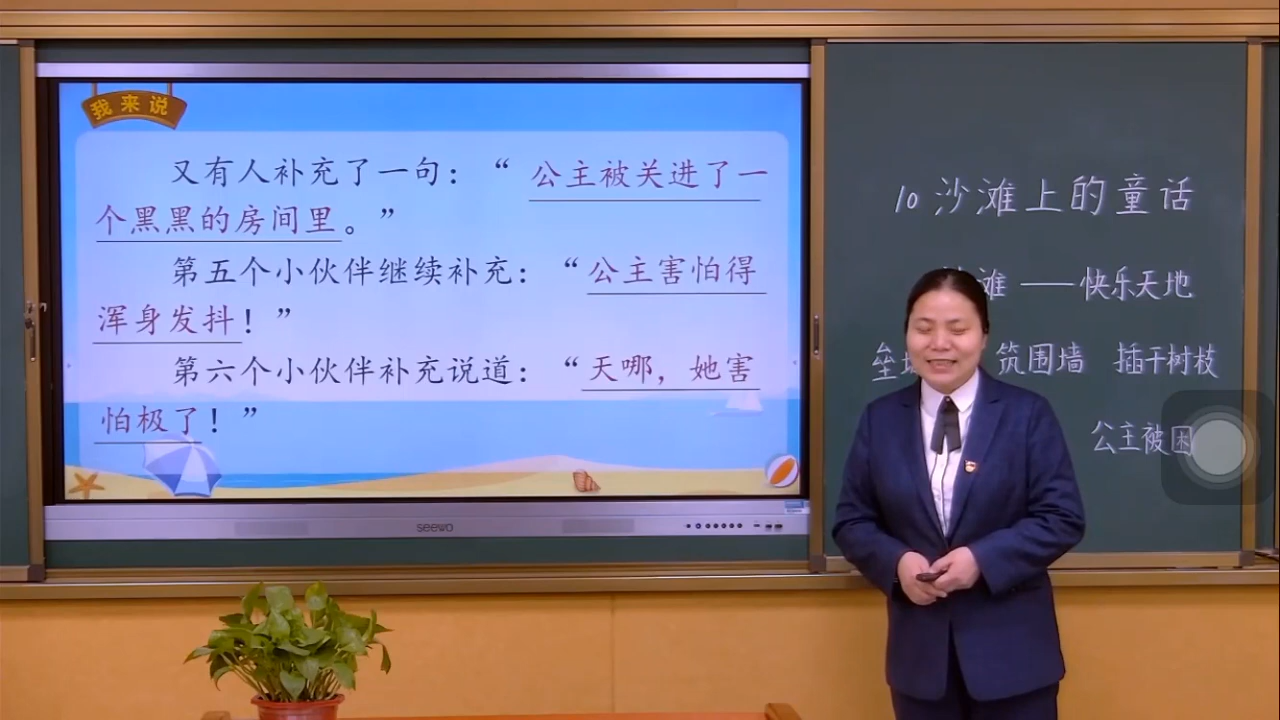 我来说
又有人补充了一句：“公主被关进了一
个黑黑的房间里。”
第五个小伙伴继续补充：“公主害怕得
浑身发抖！”
第六个小伙伴补充说道：“天哪，她害
怕极了！”
seewo
10 沙滩上的童话
滩——快乐天地
垒 筑围墙 插干树枝
公主被困